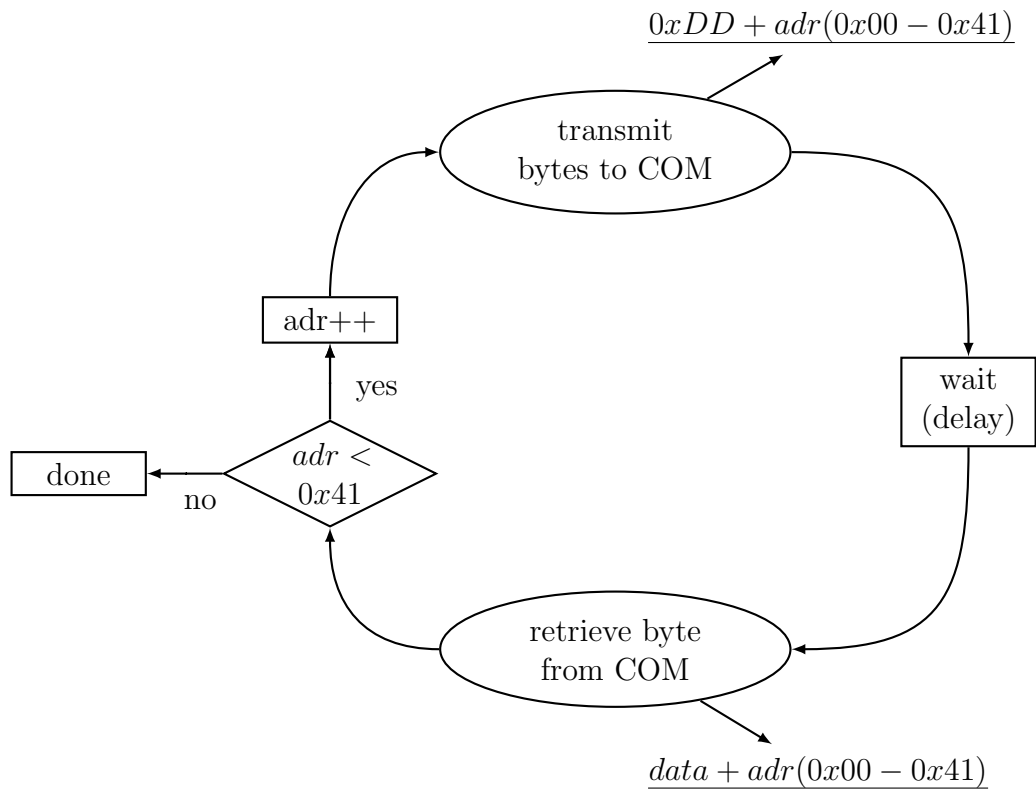 0xDD + adr(0x00 − 0x41)
transmit
bytes to COM
adr++
yes
wait
(delay)
adr <
0x41
done
no
retrieve byte
from COM
data + adr(0x00 − 0x41)